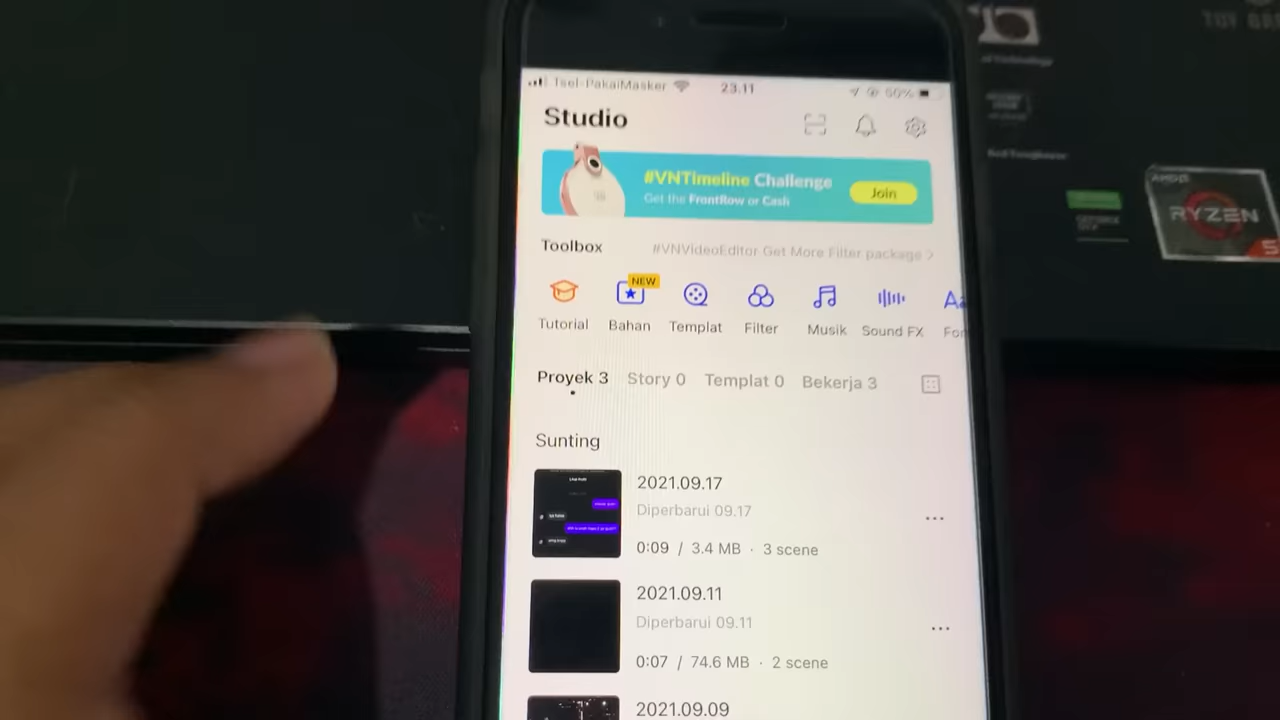 Tsel-PakaiMasker
23.11
50%
Studio
#VNTimeline Challenge
Get the FrontRow or Cash
Join
Toolbox
#VNVideoEditor Get More Filter package >
NEW
Tutorial
Bahan
Templat
Filter
Musik
Sound FX
Proyek 3
Story 0
Templat 0
Bekerja 3
Sunting
2021.09.17
Diperbarui 09.17
0:09 / 3.4 MB · 3 scene
2021.09.11
Diperbarui 09.11
0:07 / 74.6 MB · 2 scene
2021.09.09
AMD
RYZEN
5